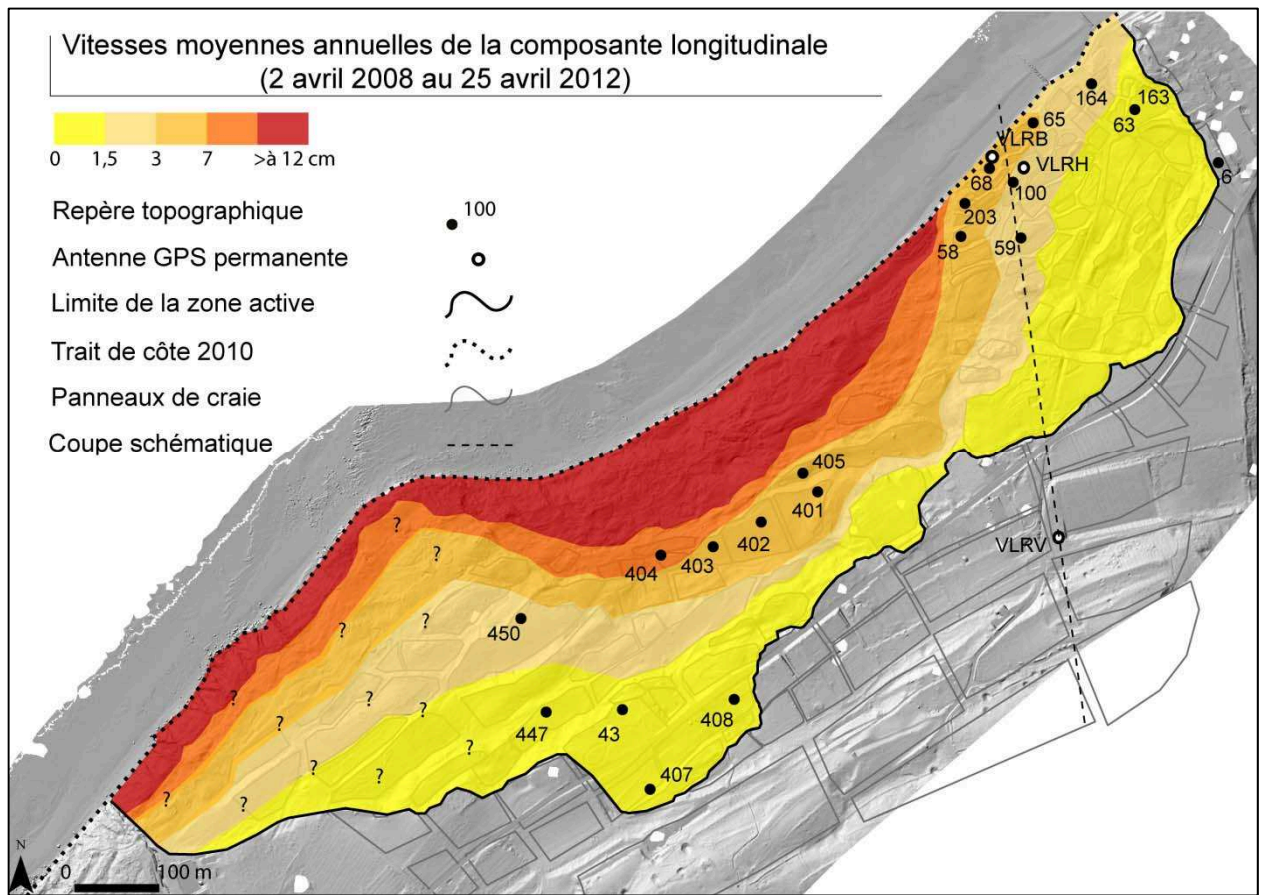 Vitesses moyennes annuelles de la composante longitudinale
(2 avril 2008 au 25 avril 2012)
0 1,5 3 7 >à 12 cm
Repère topographique
100
Antenne GPS permanente
Limite de la zone active
Trait de côte 2010
Panneaux de craie
Coupe schématique
164
163
63
65
VLRB
VLRH
6
68
100
203
58
59
405
401
402
VLRV
403
404
?
?
450
?
?
?
?
?
?
408
447
43
?
?
?
407
?
?
N
0 100 m